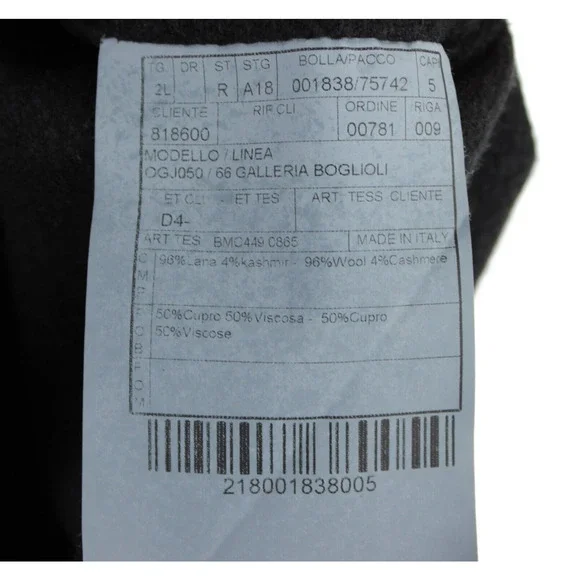 TG. DR ST STG BOLLA/PACCO CAP
2L R A18 001838/75742 5
CLIENTE RIF.CLI ORDINE RIGA
818600 00781 009
MODELLO / LINEA
OGJ050 / 66 GALLERIA BOGLIOLI
ET CL - ET TES ART. TESS CLIENTE
D4-
ART TES BMC449 0865 MADE IN ITALY
96%Lana 4%kashmir - 96%Wool 4%Cashmere
50%Cupro 50%Viscosa - 50%Cupro
50%Viscose
218001838005